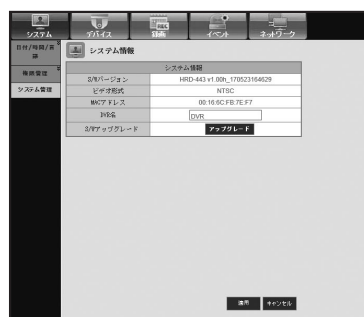 システム
デバイス
録画
イベント
ネットワーク
日付/時間/言語
権限管理
システム管理
システム情報
システム情報
S/Wバージョン HRD-443 v1.00h_170523164629
ビデオ形式 NTSC
MACアドレス 00:16:6C:FB:7E:F7
DVR名 DVR
S/Wアップグレード アップグレード
適用 キャンセル